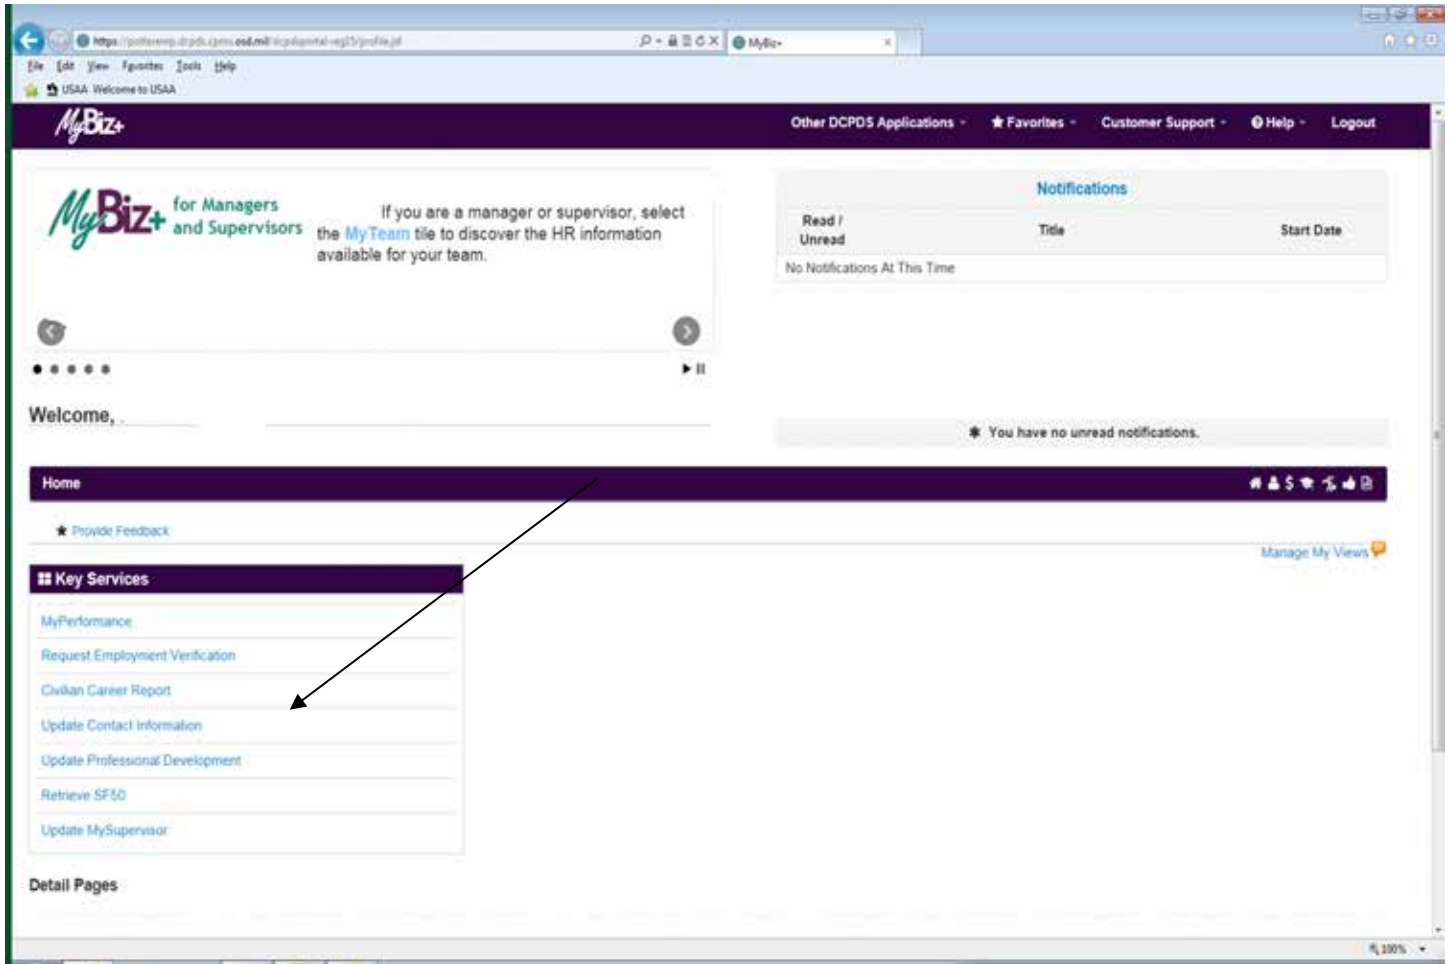 MyBiz+
File Edit View Favorites Tools Help
USAA Welcome to USAA
MyBiz+
Other DCPDS Applications
Favorites
Customer Support
Help
Logout
MyBiz+ for Managers and Supervisors
If you are a manager or supervisor, select
the MyTeam tile to discover the HR information
available for your team.
Notifications
Read / Unread
Title
Start Date
No Notifications At This Time
Welcome,
You have no unread notifications.
Home
Provide Feedback
Manage My Views
Key Services
MyPerformance
Request Employment Verification
Civilian Career Report
Update Contact Information
Update Professional Development
Retrieve SF50
Update MySupervisor
Detail Pages
100%